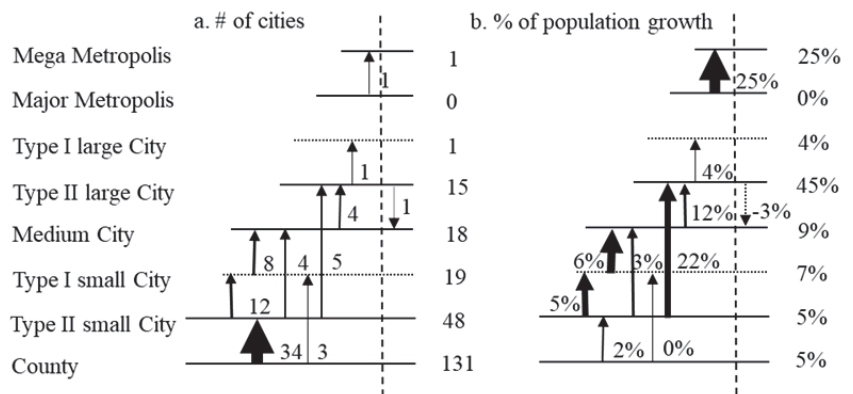 a. # of cities b. % of population growth
Mega Metropolis 1 25%
1 25%
Major Metropolis 0 0%
Type I large City 1 4%
1 4%
Type II large City 15 45%
4 1 12% -3%
Medium City 18 9%
8 4 5 6% 3% 22%
Type I small City 19 7%
12 5%
Type II small City 48 5%
34 3 2% 0%
County 131 5%